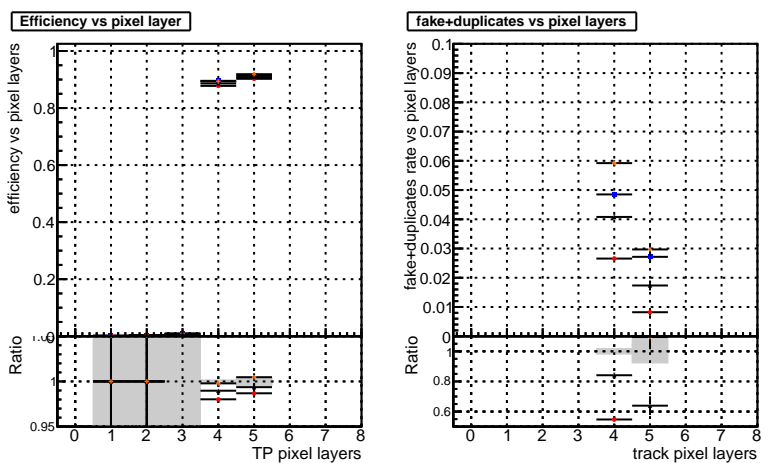 Efficiency vs pixel layer
efficiency vs pixel layers
1
0.8
0.6
0.4
0.2
0
Ratio
1
0.95
0 1 2 3 4 5 6 7 8
TP pixel layers
fake+duplicates vs pixel layers
fake+duplicates rate vs pixel layers
0.1
0.09
0.08
0.07
0.06
0.05
0.04
0.03
0.02
0.01
0
Ratio
1
0.8
0.6
0 1 2 3 4 5 6 7 8
track pixel layers